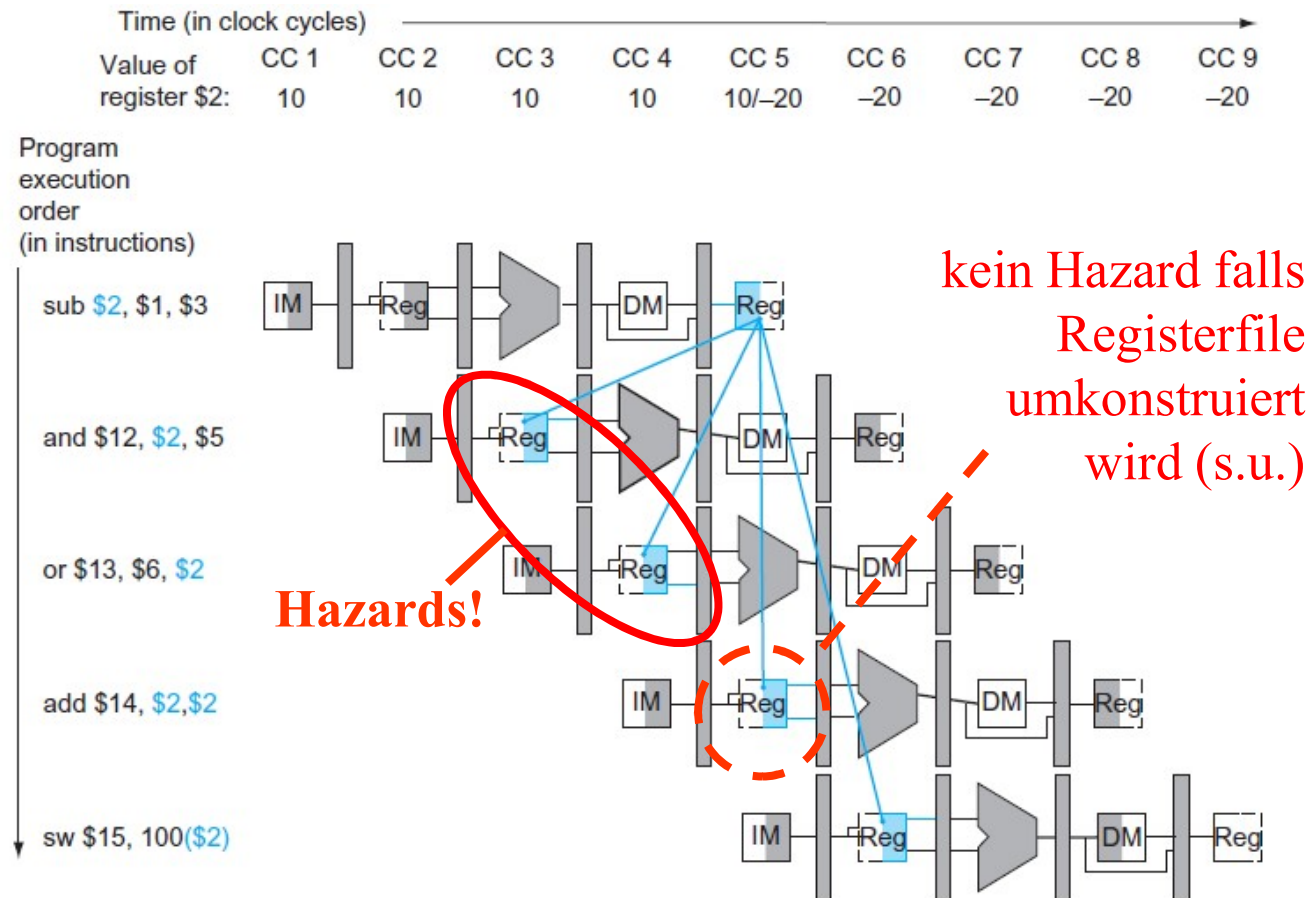 Time (in clock cycles)
Value of register $2:
CC 1 CC 2 CC 3 CC 4 CC 5 CC 6 CC 7 CC 8 CC 9
10 10 10 10 10/–20 –20 –20 –20 –20
Program
execution
order
(in instructions)
kein Hazard falls
Registerfile
umkonstruiert
wird (s.u.)
sub $2, $1, $3 IM Reg DM Reg
and $12, $2, $5 IM Reg DM Reg
or $13, $6, $2 IM Reg DM Reg
Hazards!
add $14, $2,$2 IM Reg DM Reg
sw $15, 100($2) IM Reg DM Reg